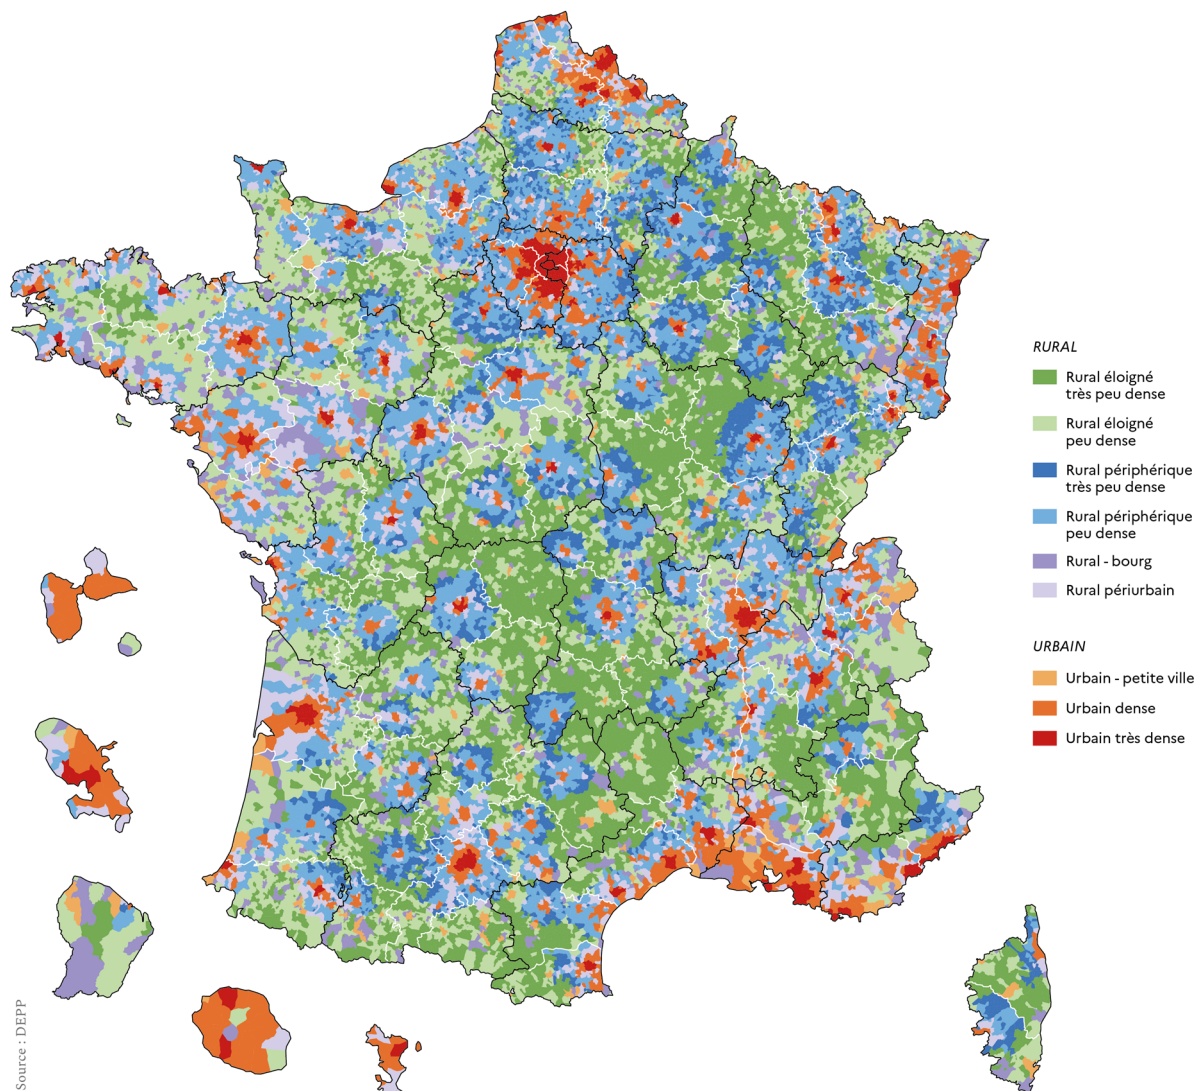 RURAL
Rural éloigné
très peu dense
Rural éloigné
peu dense
Rural périphérique
très peu dense
Rural périphérique
peu dense
Rural - bourg
Rural périurbain
URBAIN
Urbain - petite ville
Urbain dense
Urbain très dense
Source : DEPP